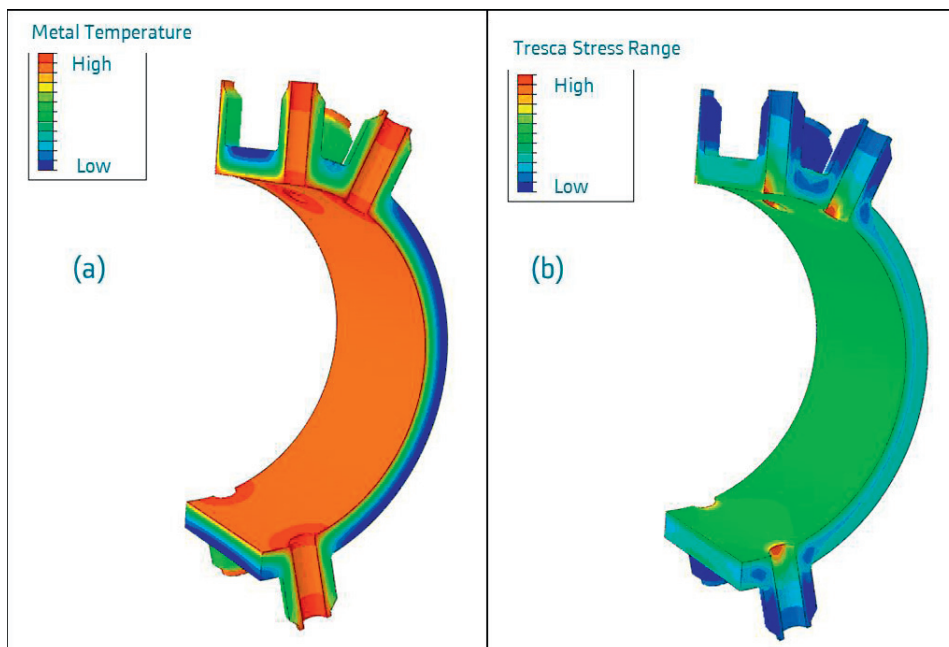 Metal Temperature
High
Low
(a)
Tresca Stress Range
High
Low
(b)